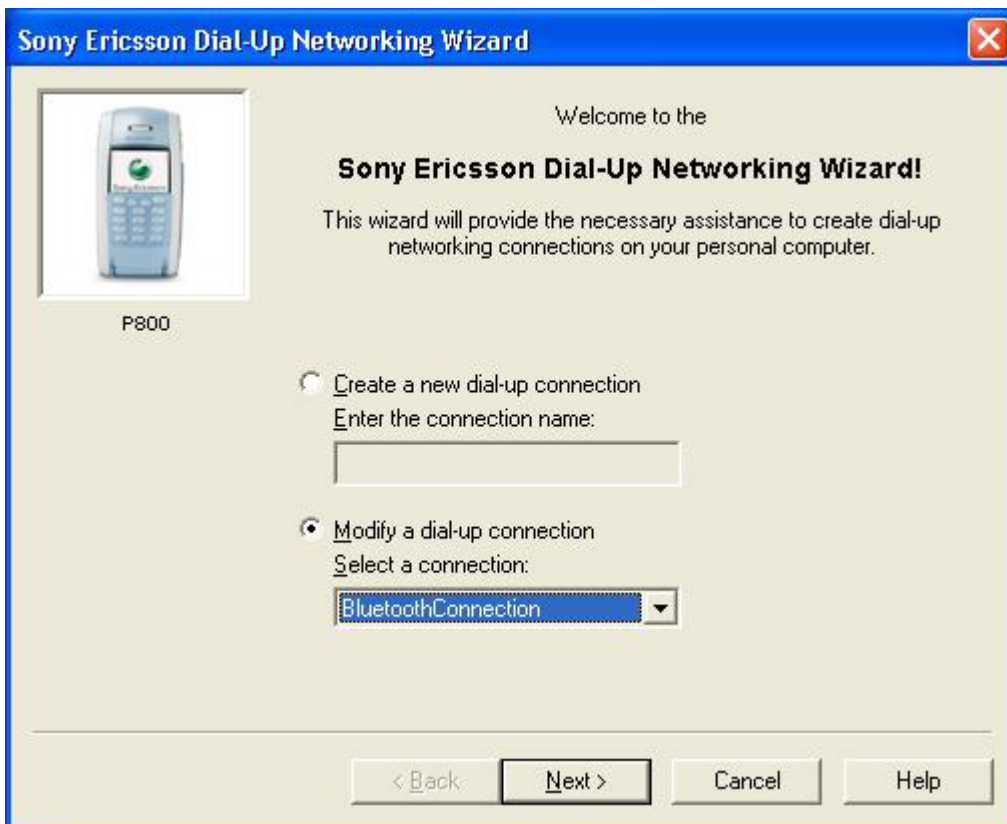 Sony Ericsson Dial-Up Networking Wizard
Welcome to the
Sony Ericsson Dial-Up Networking Wizard!
This wizard will provide the necessary assistance to create dial-up
networking connections on your personal computer.
Sony Ericsson
P800
Create a new dial-up connection
Enter the connection name:
Modify a dial-up connection
Select a connection:
BluetoothConnection
< Back
Next >
Cancel
Help